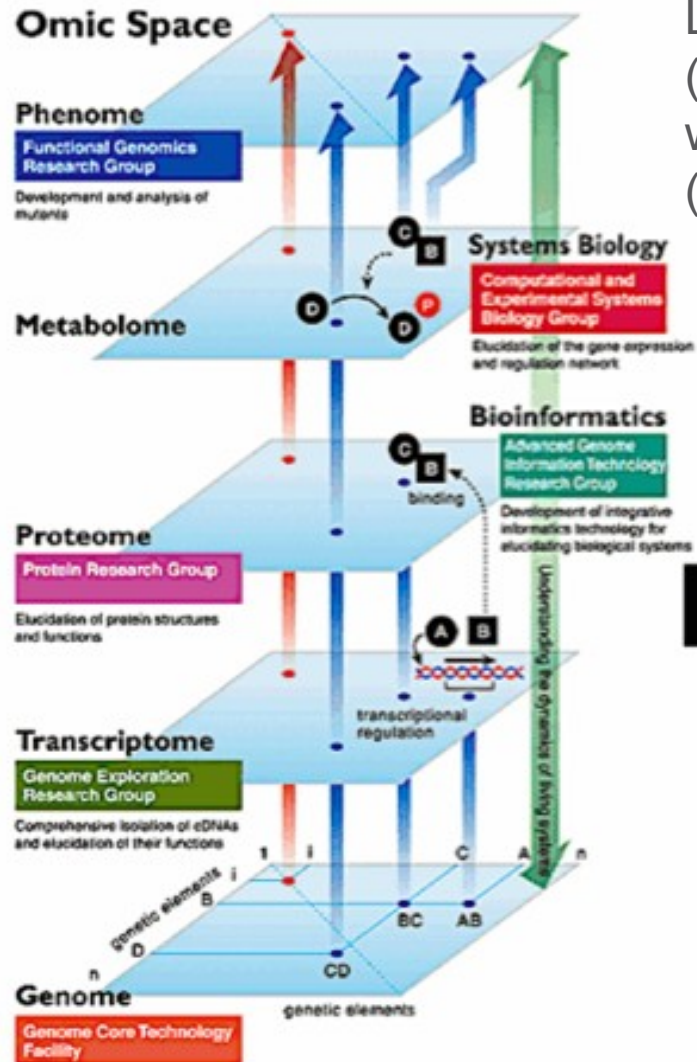 Omic Space
Phenome
Functional Genomics
Research Group
Development and analysis of
mutants
C
B
Systems Biology
Computational and
Experimental Systems
Biology Group
Elucidation of the gene expression
and regulation network
D
P
D
Metabolome
Bioinformatics
Advanced Genome
Information Technology
Research Group
Development of integrative
informatics technology for
elucidating biological systems
C
B
binding
Proteome
Protein Research Group
Elucidation of protein structures
and functions
A
B
transcriptional
regulation
Understanding the dynamics of living systems
Transcriptome
Genome Exploration
Research Group
Comprehensive isolation of cDNAs
and elucidation of their functions
1 i C A n
genetic elements
i
B
D
n
BC AB
CD
genetic elements
Genome
Genome Core Technology
Facility